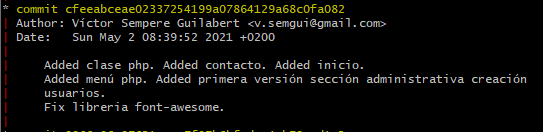 * commit cfeeabceae02337254199a07864129a68c0fa082
| Author: Víctor Sempere Guilabert <v.semgui@gmail.com>
| Date:   Sun May 2 08:39:52 2021 +0200
|
|     Added clase php. Added contacto. Added inicio.
|     Added menú php. Added primera versión sección administrativa creación
| usuarios.
|     Fix libreria font-awesome.
|